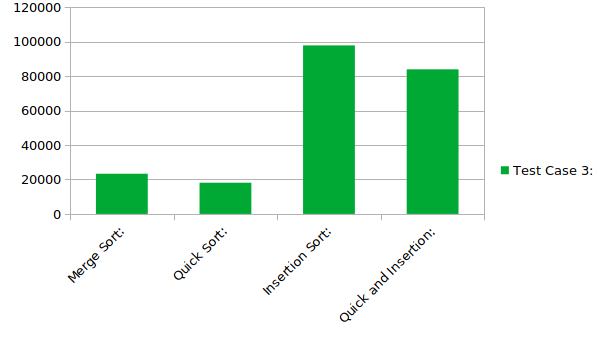 120000
100000
80000
60000
40000
20000
0
Merge Sort:
Quick Sort:
Insertion Sort:
Quick and Insertion:
Test Case 3: